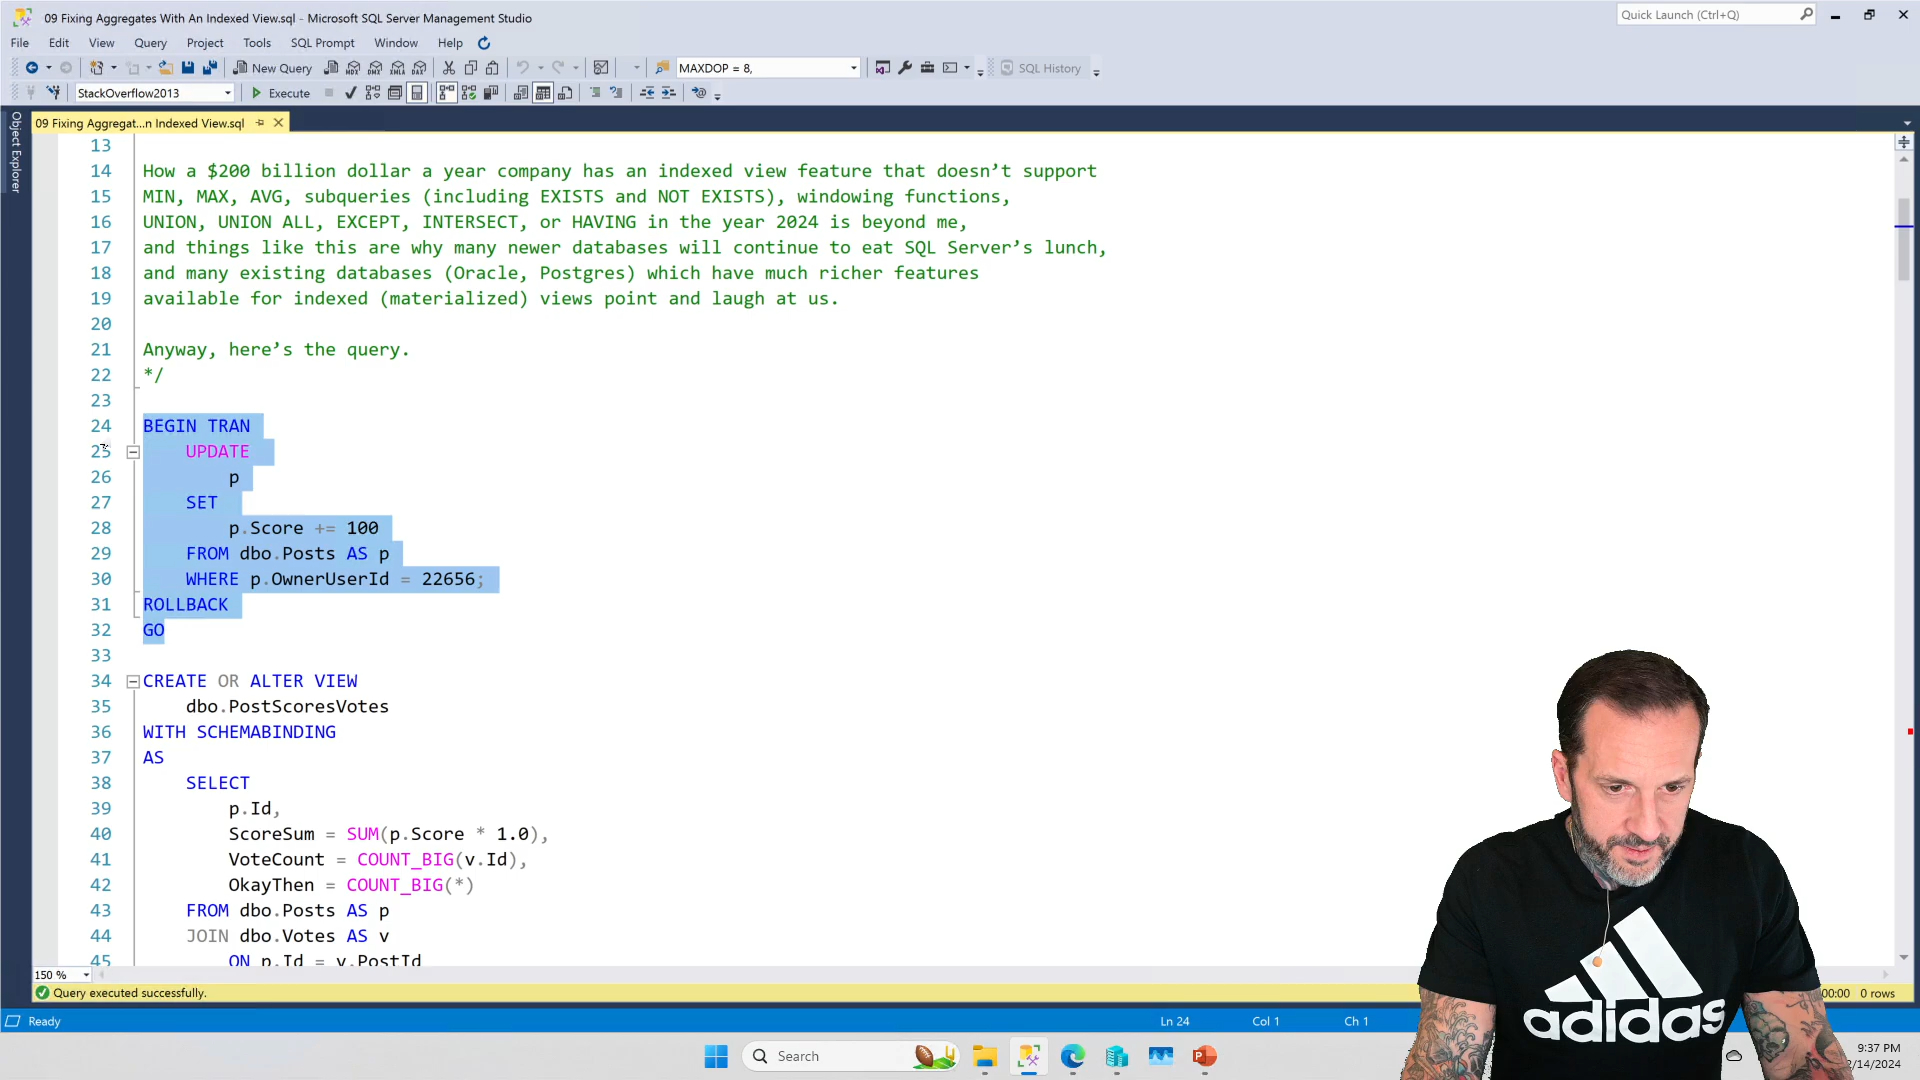 09 Fixing Aggregates With An Indexed View.sql - Microsoft SQL Server Management Studio
Quick Launch (Ctrl+Q)
File Edit View Query Project Tools SQL Prompt Window Help
New Query MDX DMX XMLA DAX MAXDOP = 8, SQL History
StackOverflow2013 Execute
Object Explorer
09 Fixing Aggregat...n Indexed View.sql
13
14 How a $200 billion dollar a year company has an indexed view feature that doesn’t support
15 MIN, MAX, AVG, subqueries (including EXISTS and NOT EXISTS), windowing functions,
16 UNION, UNION ALL, EXCEPT, INTERSECT, or HAVING in the year 2024 is beyond me,
17 and things like this are why many newer databases will continue to eat SQL Server’s lunch,
18 and many existing databases (Oracle, Postgres) which have much richer features
19 available for indexed (materialized) views point and laugh at us.
20
21 Anyway, here’s the query.
22 */
23
24 BEGIN TRAN
25 UPDATE
26 p
27 SET
28 p.Score += 100
29 FROM dbo.Posts AS p
30 WHERE p.OwnerUserId = 22656;
31 ROLLBACK
32 GO
33
34 CREATE OR ALTER VIEW
35 dbo.PostScoresVotes
36 WITH SCHEMABINDING
37 AS
38 SELECT
39 p.Id,
40 ScoreSum = SUM(p.Score * 1.0),
41 VoteCount = COUNT_BIG(v.Id),
42 OkayThen = COUNT_BIG(*)
43 FROM dbo.Posts AS p
44 JOIN dbo.Votes AS v
45 ON p.Id = v.PostId
150 %
Query executed successfully.
00:00 0 rows
Ready Ln 24 Col 1 Ch 1
adidas
Search
9:37 PM
2/14/2024